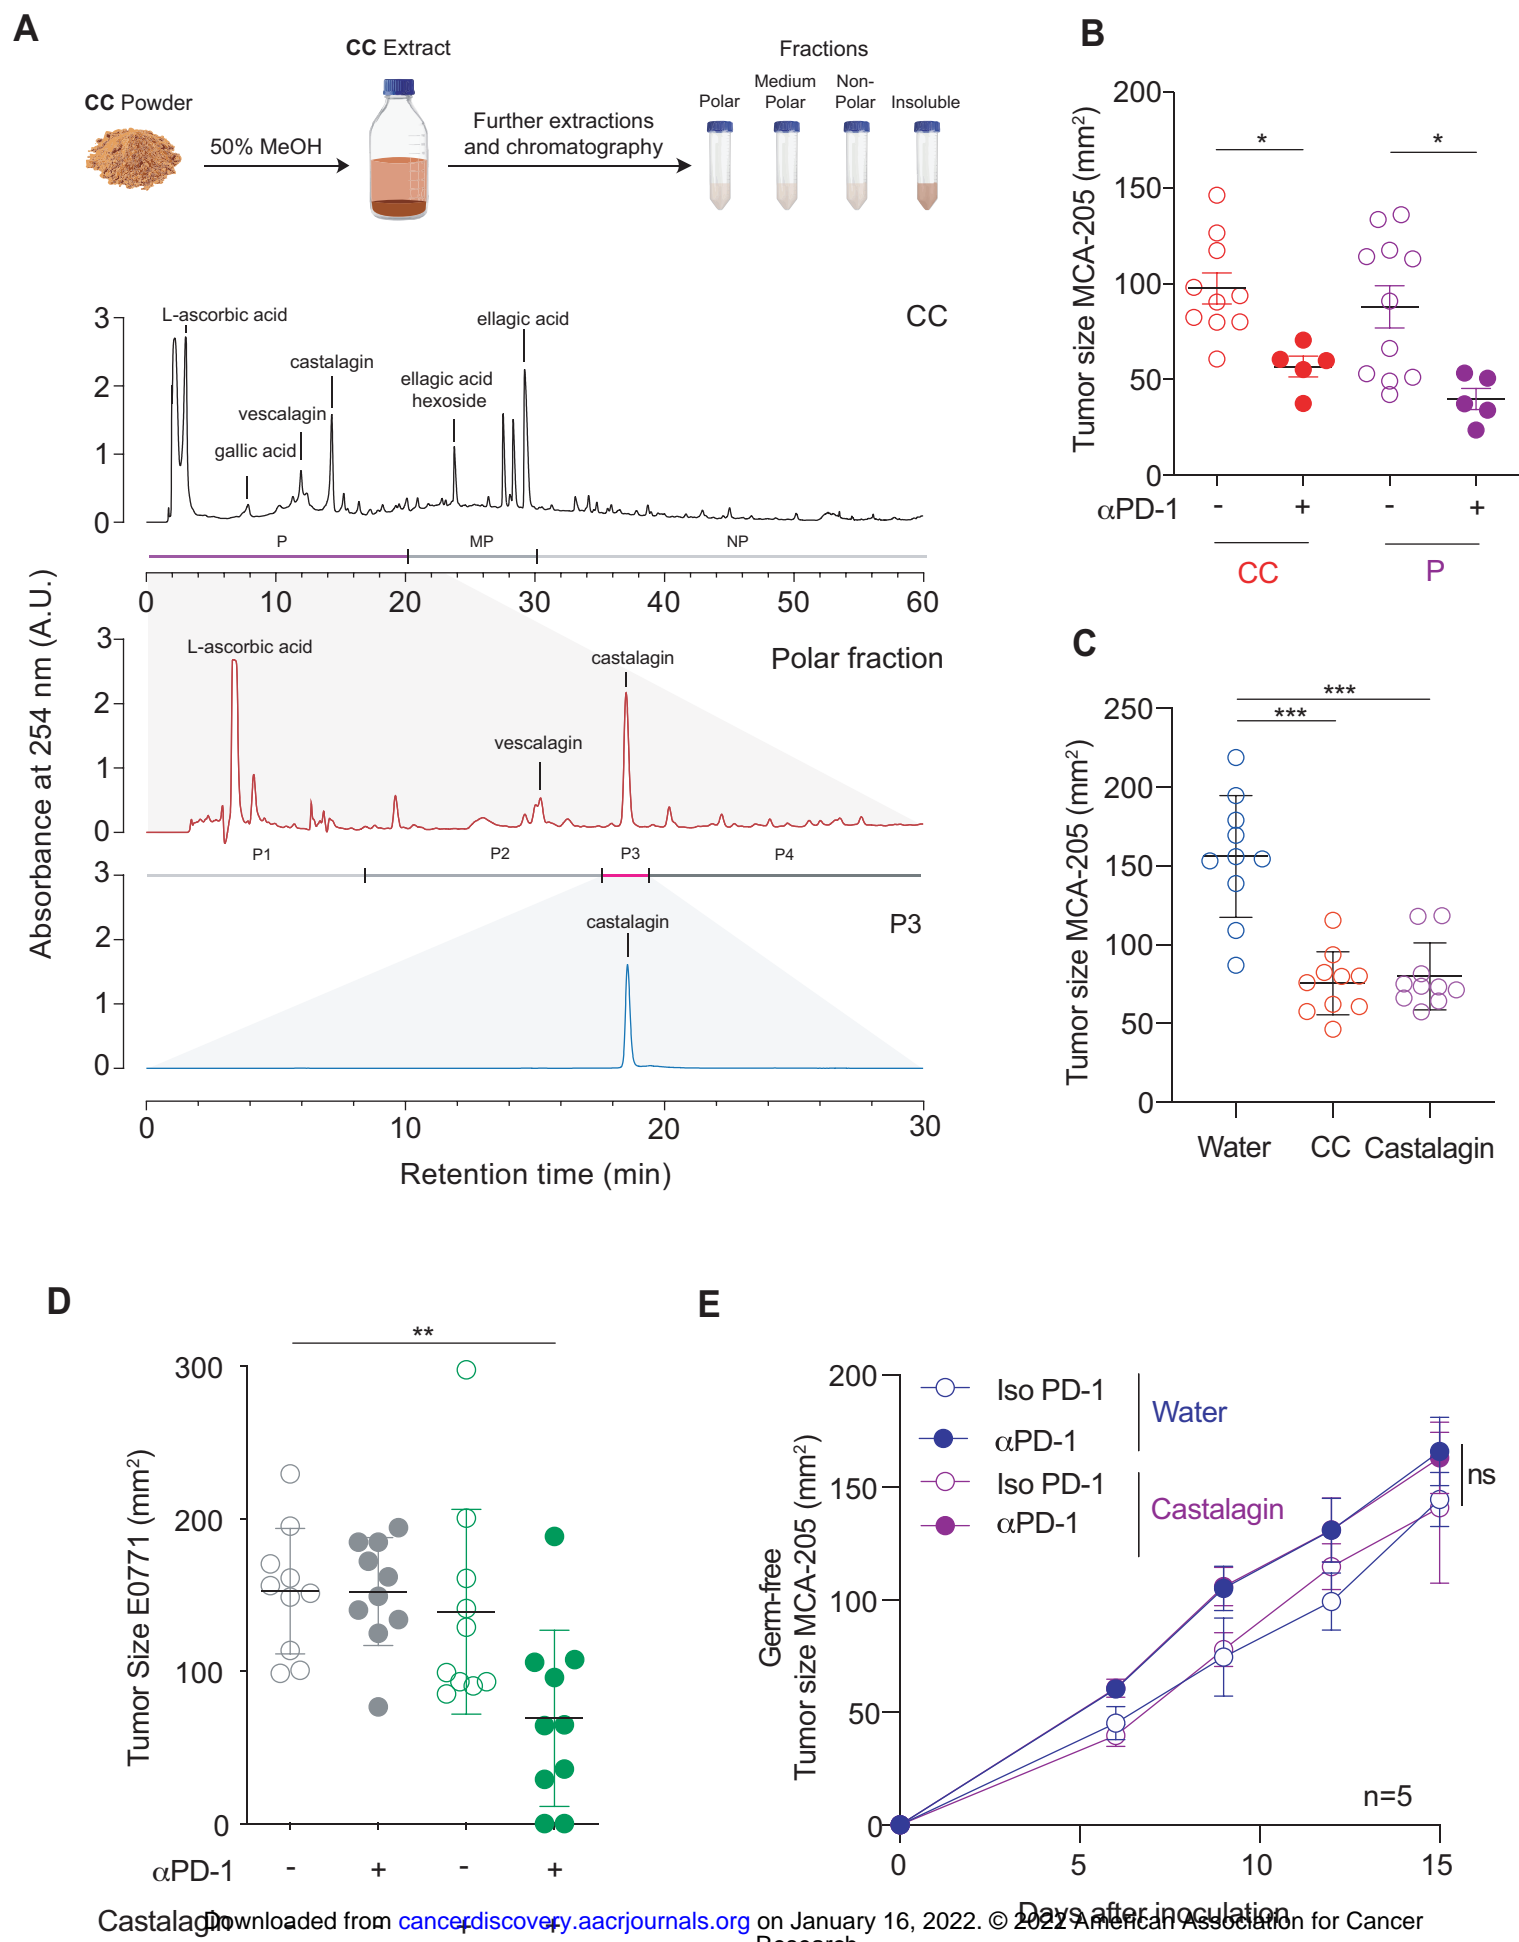 A
CC Powder
50% MeOH
CC Extract
Further extractions
and chromatography
Fractions
Polar
Medium
Polar
Non-
Polar
Insoluble
Absorbance at 254 nm (A.U.)
CC
3
2
1
0
L-ascorbic acid
gallic acid
vescalagin
castalagin
ellagic acid
hexoside
ellagic acid
P MP NP
0 10 20 30 40 50 60
Polar fraction
3
2
1
0
L-ascorbic acid
vescalagin
castalagin
P1 P2 P3 P4
P3
3
2
1
0
castalagin
0 10 20 30
Retention time (min)
B
Tumor size MCA-205 (mm²)
200
150
100
50
0
* *
αPD-1 - + - +
CC P
C
Tumor size MCA-205 (mm²)
250
200
150
100
50
0
***
***
Water CC Castalagin
D
Tumor Size E0771 (mm²)
300
200
100
0
**
αPD-1 - + - +
Castalagin - - + +
E
Germ-free
Tumor size MCA-205 (mm²)
200
150
100
50
0
Iso PD-1
αPD-1
Water
Iso PD-1
αPD-1
Castalagin
ns
n=5
0 5 10 15
Days after inoculation
Downloaded from cancerdiscovery.aacrjournals.org on January 16, 2022. © 2022 American Association for Cancer
Research.